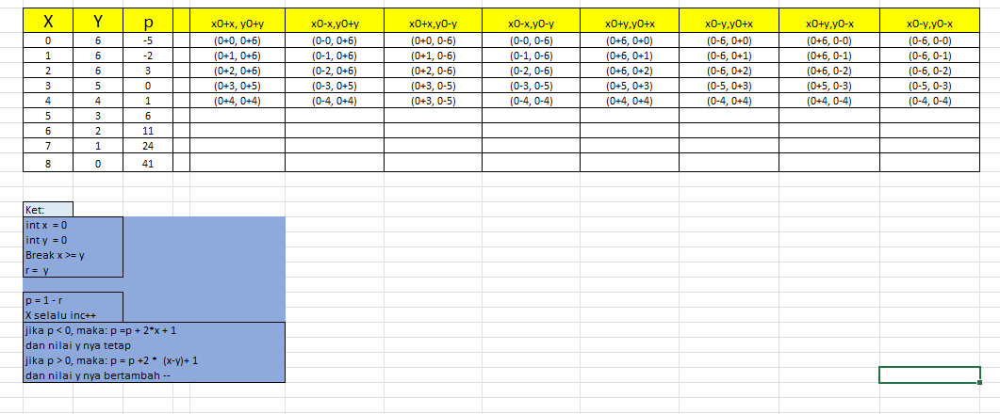 X Y p x0+x, y0+y x0-x,y0+y x0+x,y0-y x0-x,y0-y x0+y,y0+x x0-y,y0+x x0+y,y0-x x0-y,y0-x
0 6 -5 (0+0, 0+6) (0-0, 0+6) (0+0, 0-6) (0-0, 0-6) (0+6, 0+0) (0-6, 0+0) (0+6, 0-0) (0-6, 0-0)
1 6 -2 (0+1, 0+6) (0-1, 0+6) (0+1, 0-6) (0-1, 0-6) (0+6, 0+1) (0-6, 0+1) (0+6, 0-1) (0-6, 0-1)
2 6 3 (0+2, 0+6) (0-2, 0+6) (0+2, 0-6) (0-2, 0-6) (0+6, 0+2) (0-6, 0+2) (0+6, 0-2) (0-6, 0-2)
3 5 0 (0+3, 0+5) (0-3, 0+5) (0+3, 0-5) (0-3, 0-5) (0+5, 0+3) (0-5, 0+3) (0+5, 0-3) (0-5, 0-3)
4 4 1 (0+4, 0+4) (0-4, 0+4) (0+3, 0-5) (0-4, 0-4) (0+4, 0+4) (0-4, 0+4) (0+4, 0-4) (0-4, 0-4)
5 3 6
6 2 11
7 1 24
8 0 41
Ket:
int x = 0
int y = 0
Break x >= y
r = y
p = 1 - r
X selalu inc++
jika p < 0, maka: p =p + 2*x + 1
dan nilai y nya tetap
jika p > 0, maka: p = p +2 * (x-y)+ 1
dan nilai y nya bertambah --